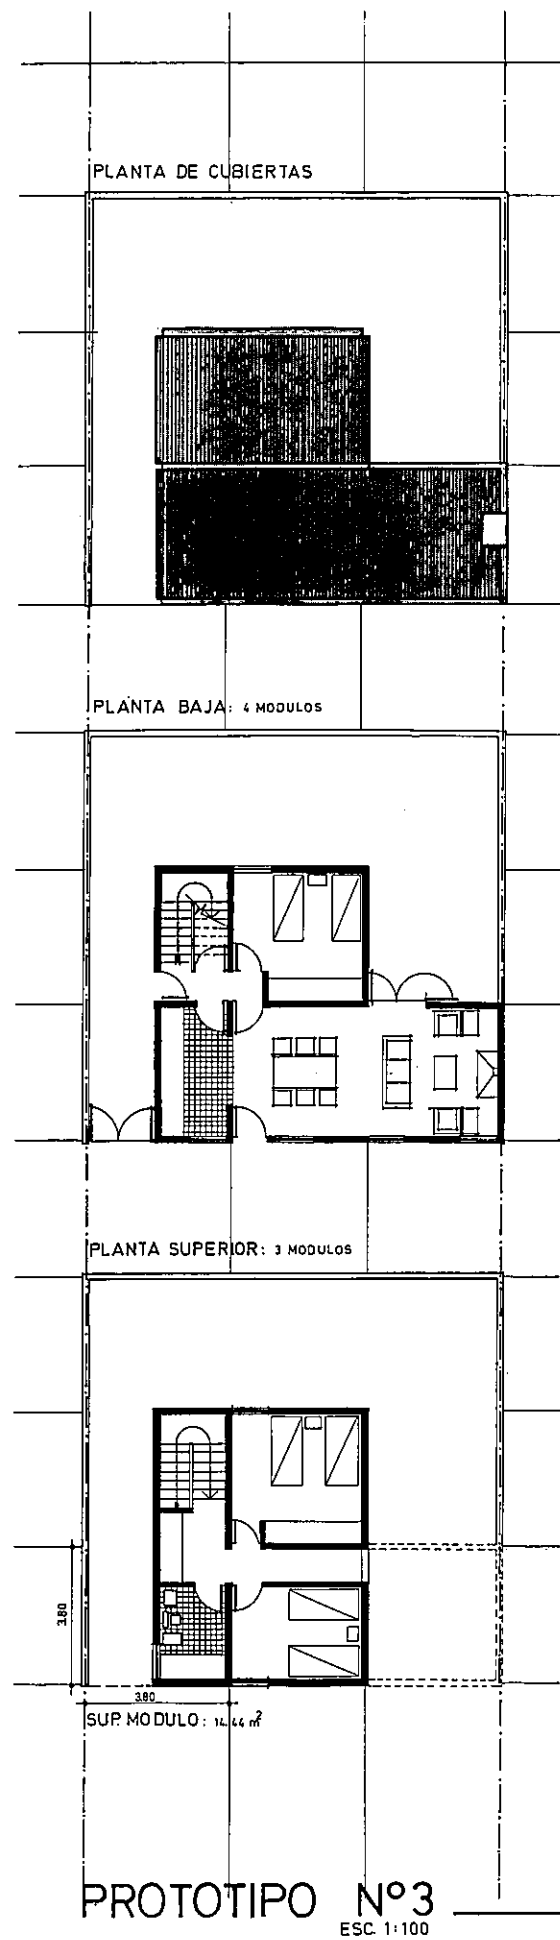 PLANTA DE CUBIERTAS
PLANTA BAJA: 4 MODULOS
PLANTA SUPERIOR: 3 MODULOS
3.80
3.80
SUP. MODULO: 14.44 m²
PROTOTIPO Nº3
ESC. 1:100